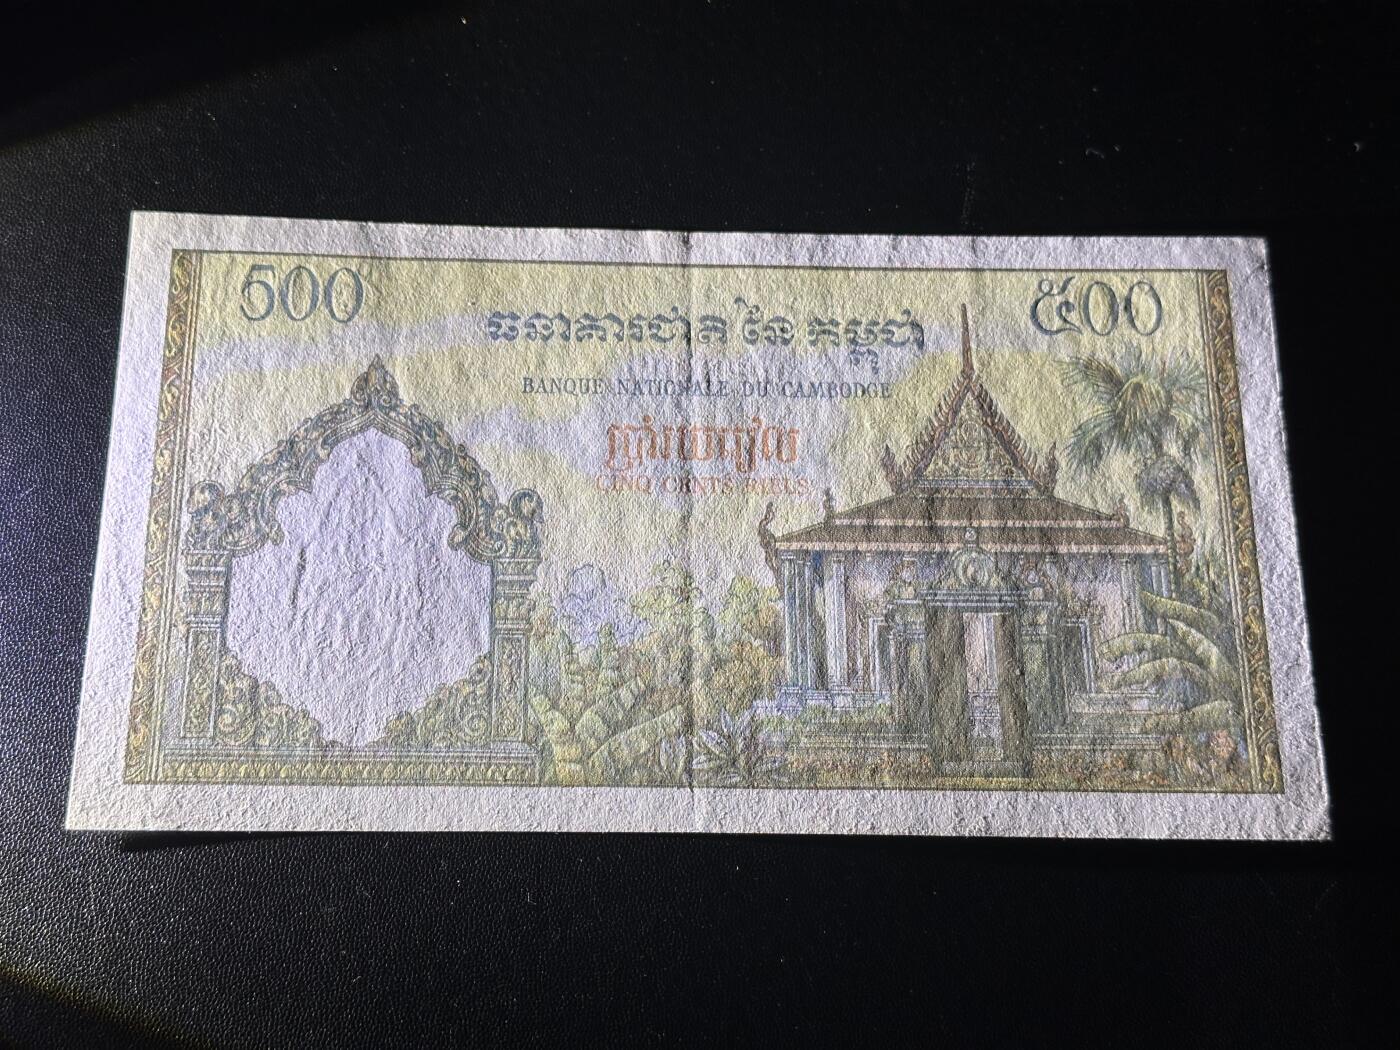 500
៥០០
ធនាគារជាតិ នៃ កម្ពុជា
BANQUE NATIONALE DU CAMBODGE
ប្រាំរយរៀល
CINQ CENTS RIELS